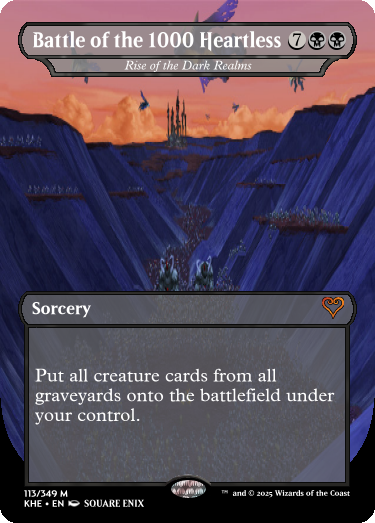 Battle of the 1000 Heartless 7
Rise of the Dark Realms
Sorcery
Put all creature cards from all
graveyards onto the battlefield under
your control.
113/349 M
KHE • EN SQUARE ENIX
™ and © 2025 Wizards of the Coast